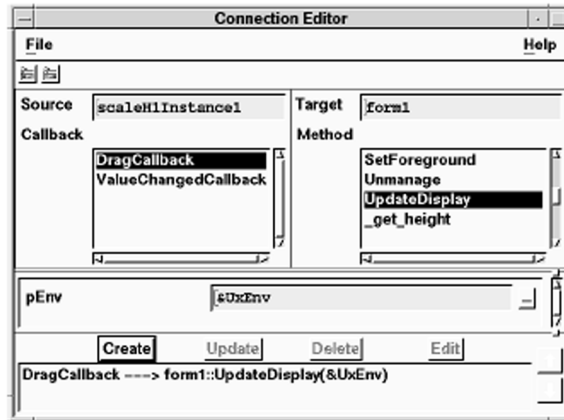 Connection Editor
File Help
Source scaleH1Instance1 Target form1
Callback Method
DragCallback SetForeground
ValueChangedCallback Unmanage
UpdateDisplay
_get_height
pEnv &UxEnv ...
Create Update Delete Edit
DragCallback ---> form1::UpdateDisplay(&UxEnv)